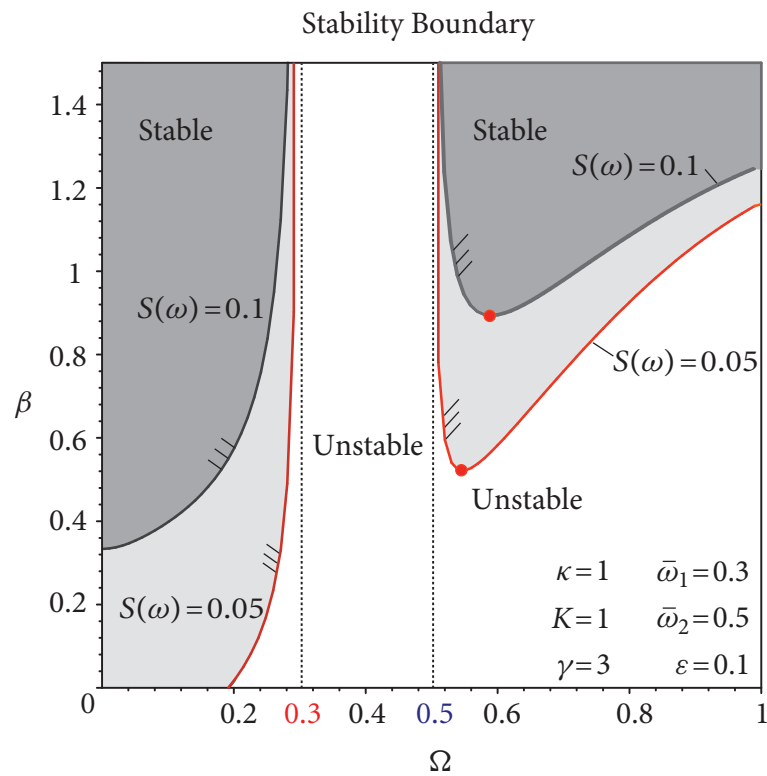 Stability Boundary
1.4
1.2
1
0.8
0.6
0.4
0.2
0
β
Stable
Stable
S(ω)=0.1
S(ω)=0.1
S(ω)=0.05
Unstable
Unstable
S(ω)=0.05
κ=1 ω̄₁=0.3
K=1 ω̄₂=0.5
γ=3 ε=0.1
0.2 0.3 0.4 0.5 0.6 0.8 1
Ω